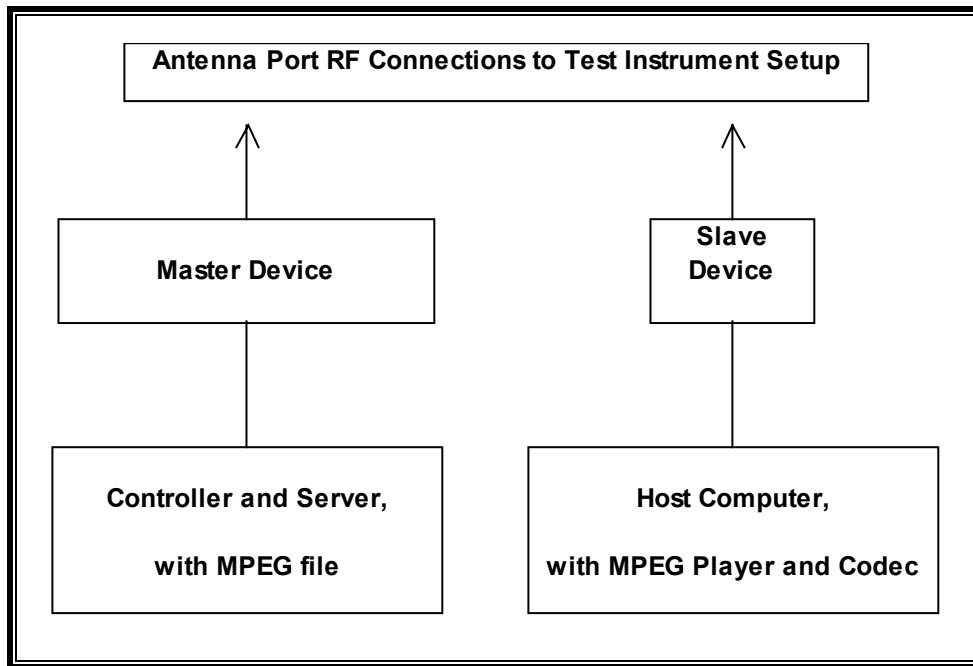 Antenna Port RF Connections to Test Instrument Setup
Master Device
Slave
Device
Controller and Server,
with MPEG file
Host Computer,
with MPEG Player and Codec